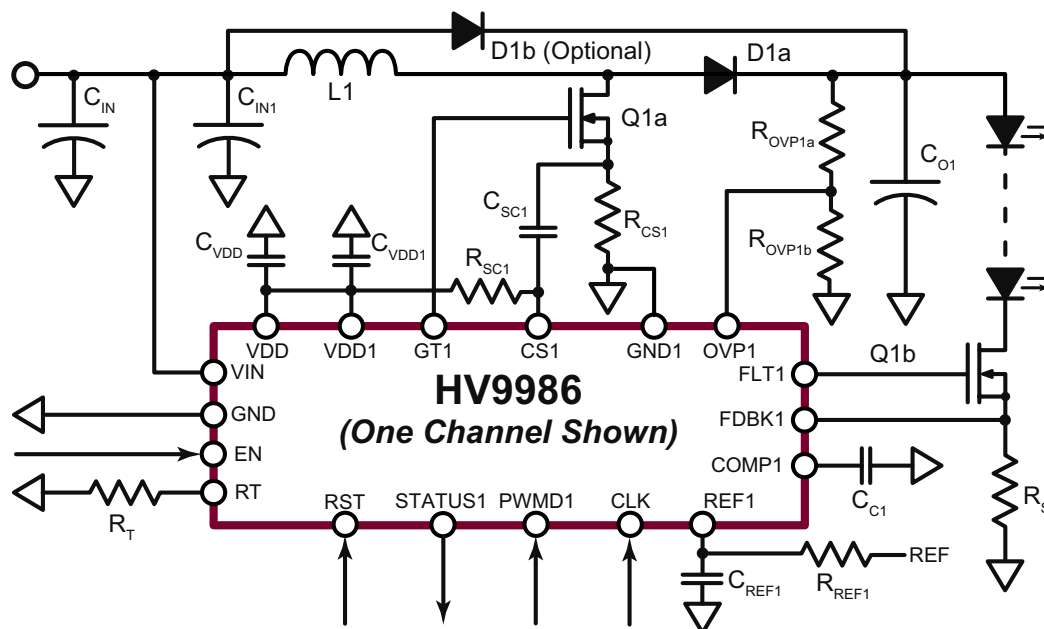 D1b (Optional)
D1a
L1
C_IN
C_IN1
Q1a
R_OVP1a
C_O1
C_SC1
R_CS1
C_VDD
C_VDD1
R_SC1
R_OVP1b
VDD
VDD1
GT1
CS1
GND1
OVP1
Q1b
VIN
HV9986
FLT1
GND
(One Channel Shown)
FDBK1
EN
COMP1
RT
C_C1
R_T
RST
STATUS1
PWMD1
CLK
REF1
REF
C_REF1
R_REF1